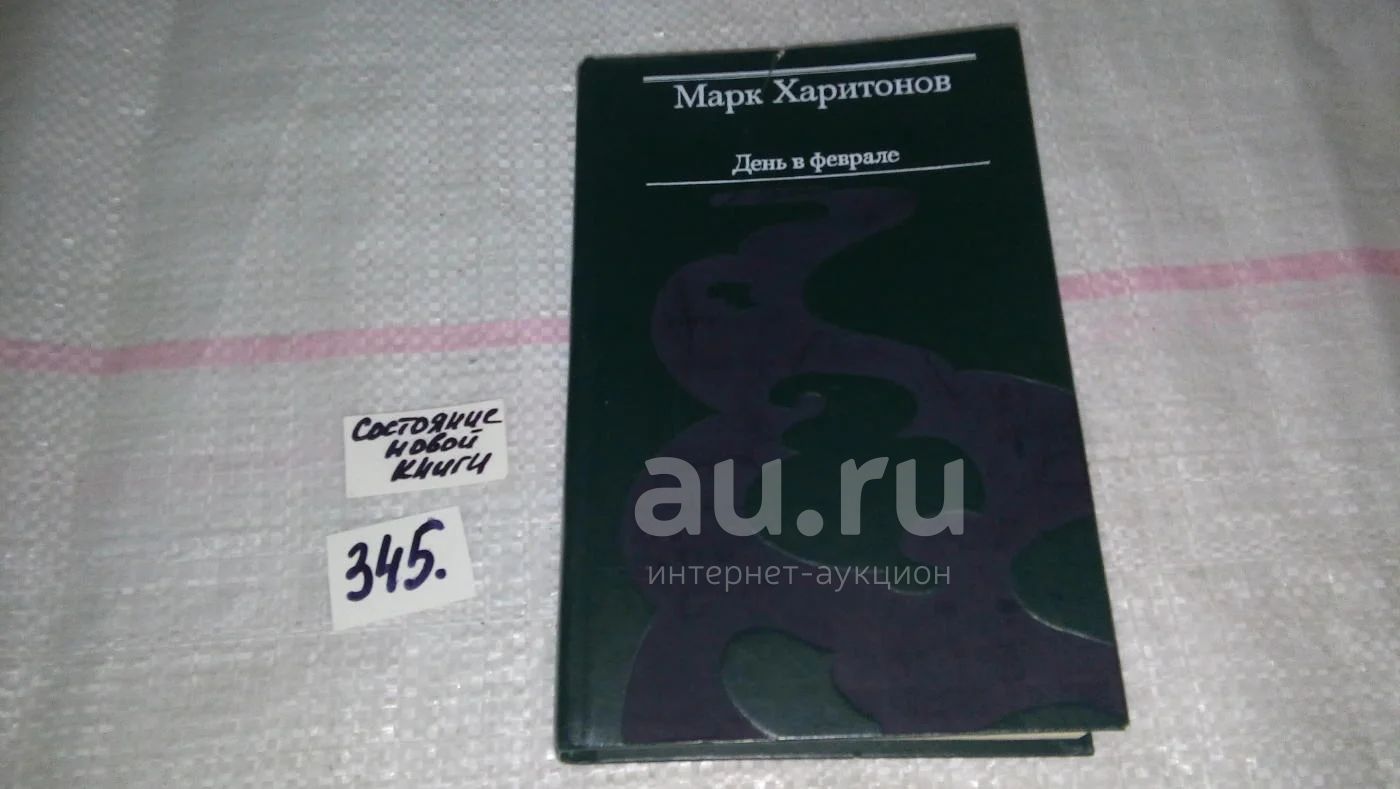 Марк Харитонов
День в феврале
Состояние
новой
книги
345.
au.ru
интернет-аукцион